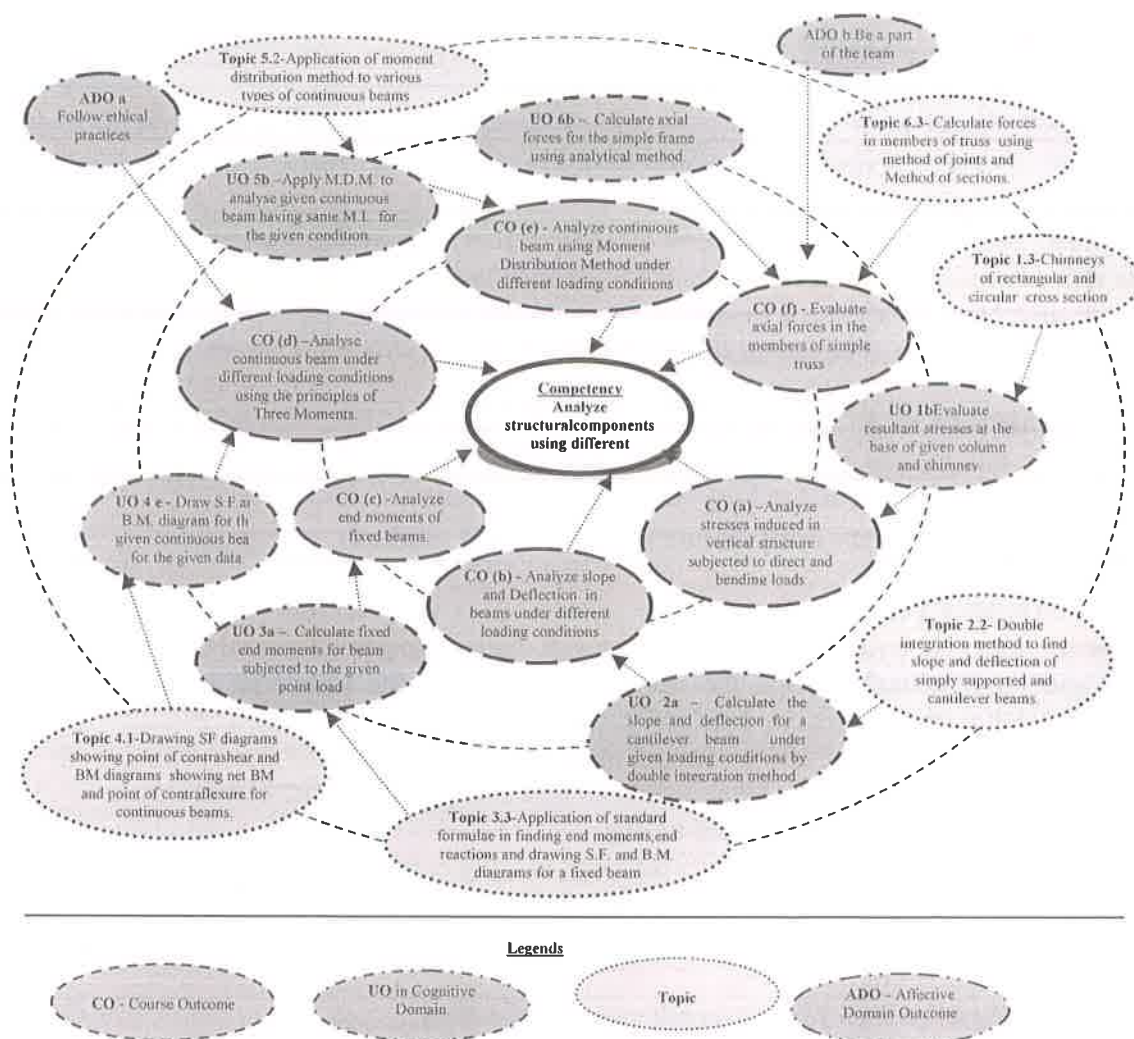 ADO b Be a part
of the team
Topic 5.2-Application of moment
distribution method to various
types of continuous beams
ADO a
Follow ethical
practices
UO 6b – Calculate axial
forces for the simple frame
using analytical method
Topic 6.3- Calculate forces
in members of truss using
method of joints and
Method of sections.
UO 5b –Apply M.D.M. to
analyse given continuous
beam having same M.I. for
the given condition
CO (e) - Analyze continuous
beam using Moment
Distribution Method under
different loading conditions
Topic 1.3-Chimneys
of rectangular and
circular cross section
CO (f) - Evaluate
axial forces in the
members of simple
truss
CO (d) –Analyse
continuous beam under
different loading conditions
using the principles of
Three Moments.
Competency
Analyze
structuralcomponents
using different
UO 1bEvaluate
resultant stresses at the
base of given column
and chimney
UO 4 e - Draw S.F. a
B.M. diagram for th
given continuous bea
for the given data
CO (c) -Analyze
end moments of
fixed beams.
CO (a) –Analyze
stresses induced in
vertical structure
subjected to direct and
bending loads
CO (b) - Analyze slope
and Deflection in
beams under different
loading conditions
UO 3a –. Calculate fixed
end moments for beam
subjected to the given
point load
Topic 2.2- Double
integration method to find
slope and deflection of
simply supported and
cantilever beams.
UO 2a – Calculate the
slope and deflection for a
cantilever beam under
given loading conditions by
double integration method
Topic 4.1-Drawing SF diagrams
showing point of contrashear and
BM diagrams showing net BM
and point of contraflexure for
continuous beams.
Topic 3.3-Application of standard
formulae in finding end moments,end
reactions and drawing S.F. and B.M.
diagrams for a fixed beam
Legends
CO - Course Outcome
UO in Cognitive
Domain
Topic
ADO – Affective
Domain Outcome